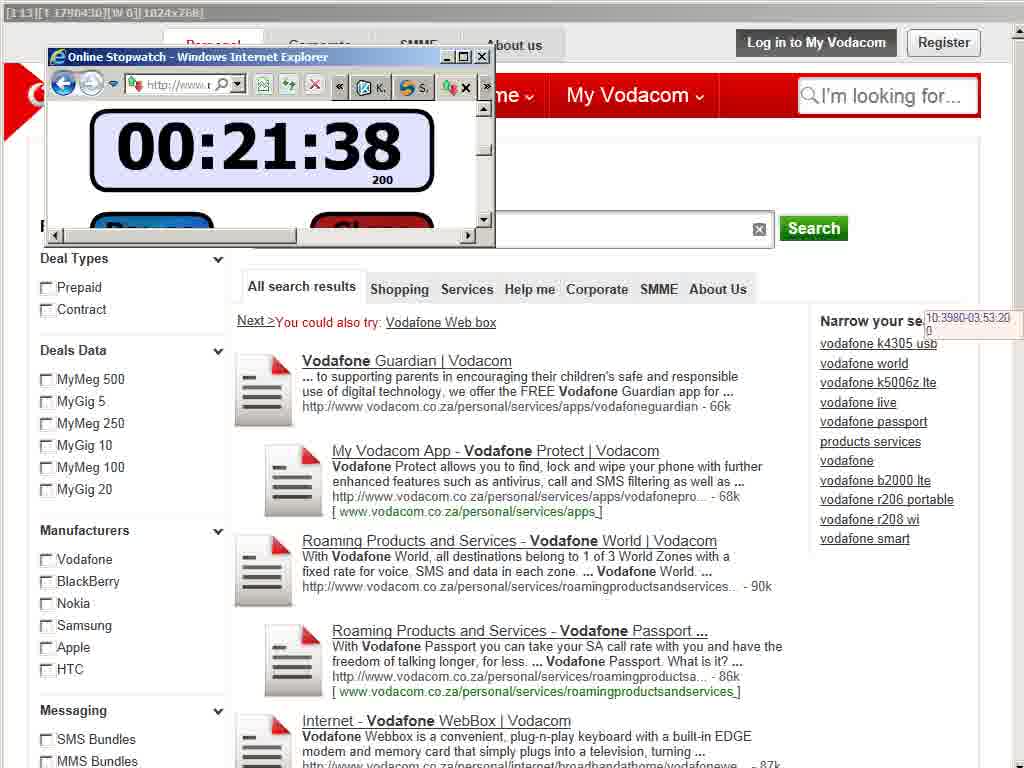 [113][T 1790430][W 0][1024x768]
Personal Corporate SMME About us
Log in to My Vodacom Register
Online Stopwatch - Windows Internet Explorer
http://www.r
« K. S. »
me My Vodacom I'm looking for...
00:21:38
200
Search
Deal Types
Prepaid
Contract
Deals Data
MyMeg 500
MyGig 5
MyMeg 250
MyGig 10
MyMeg 100
MyGig 20
Manufacturers
Vodafone
BlackBerry
Nokia
Samsung
Apple
HTC
Messaging
SMS Bundles
MMS Bundles
All search results Shopping Services Help me Corporate SMME About Us
Next > You could also try: Vodafone Web box
Vodafone Guardian | Vodacom
... to supporting parents in encouraging their children's safe and responsible
use of digital technology, we offer the FREE Vodafone Guardian app for ...
http://www.vodacom.co.za/personal/services/apps/vodafoneguardian - 66k
My Vodacom App - Vodafone Protect | Vodacom
Vodafone Protect allows you to find, lock and wipe your phone with further
enhanced features such as antivirus, call and SMS filtering as well as ...
http://www.vodacom.co.za/personal/services/apps/vodafonepro... - 68k
[ www.vodacom.co.za/personal/services/apps ]
Roaming Products and Services - Vodafone World | Vodacom
With Vodafone World, all destinations belong to 1 of 3 World Zones with a
fixed rate for voice, SMS and data in each zone. ... Vodafone World. ...
http://www.vodacom.co.za/personal/services/roamingproductsandservices... - 90k
Roaming Products and Services - Vodafone Passport ...
With Vodafone Passport you can take your SA call rate with you and have the
freedom of talking longer, for less. ... Vodafone Passport. What is it? ...
http://www.vodacom.co.za/personal/services/roamingproductsa... - 86k
[ www.vodacom.co.za/personal/services/roamingproductsandservices ]
Internet - Vodafone WebBox | Vodacom
Vodafone Webbox is a convenient, plug-n-play keyboard with a built-in EDGE
modem and memory card that simply plugs into a television, turning ...
http://www.vodacom.co.za/personal/internet/broadbandathome/vodafonewe... - 87k
Narrow your se
10:3980-03:53:20
0
vodafone k4305 usb
vodafone world
vodafone k5006z lte
vodafone live
vodafone passport
products services
vodafone
vodafone b2000 lte
vodafone r206 portable
vodafone r208 wi
vodafone smart